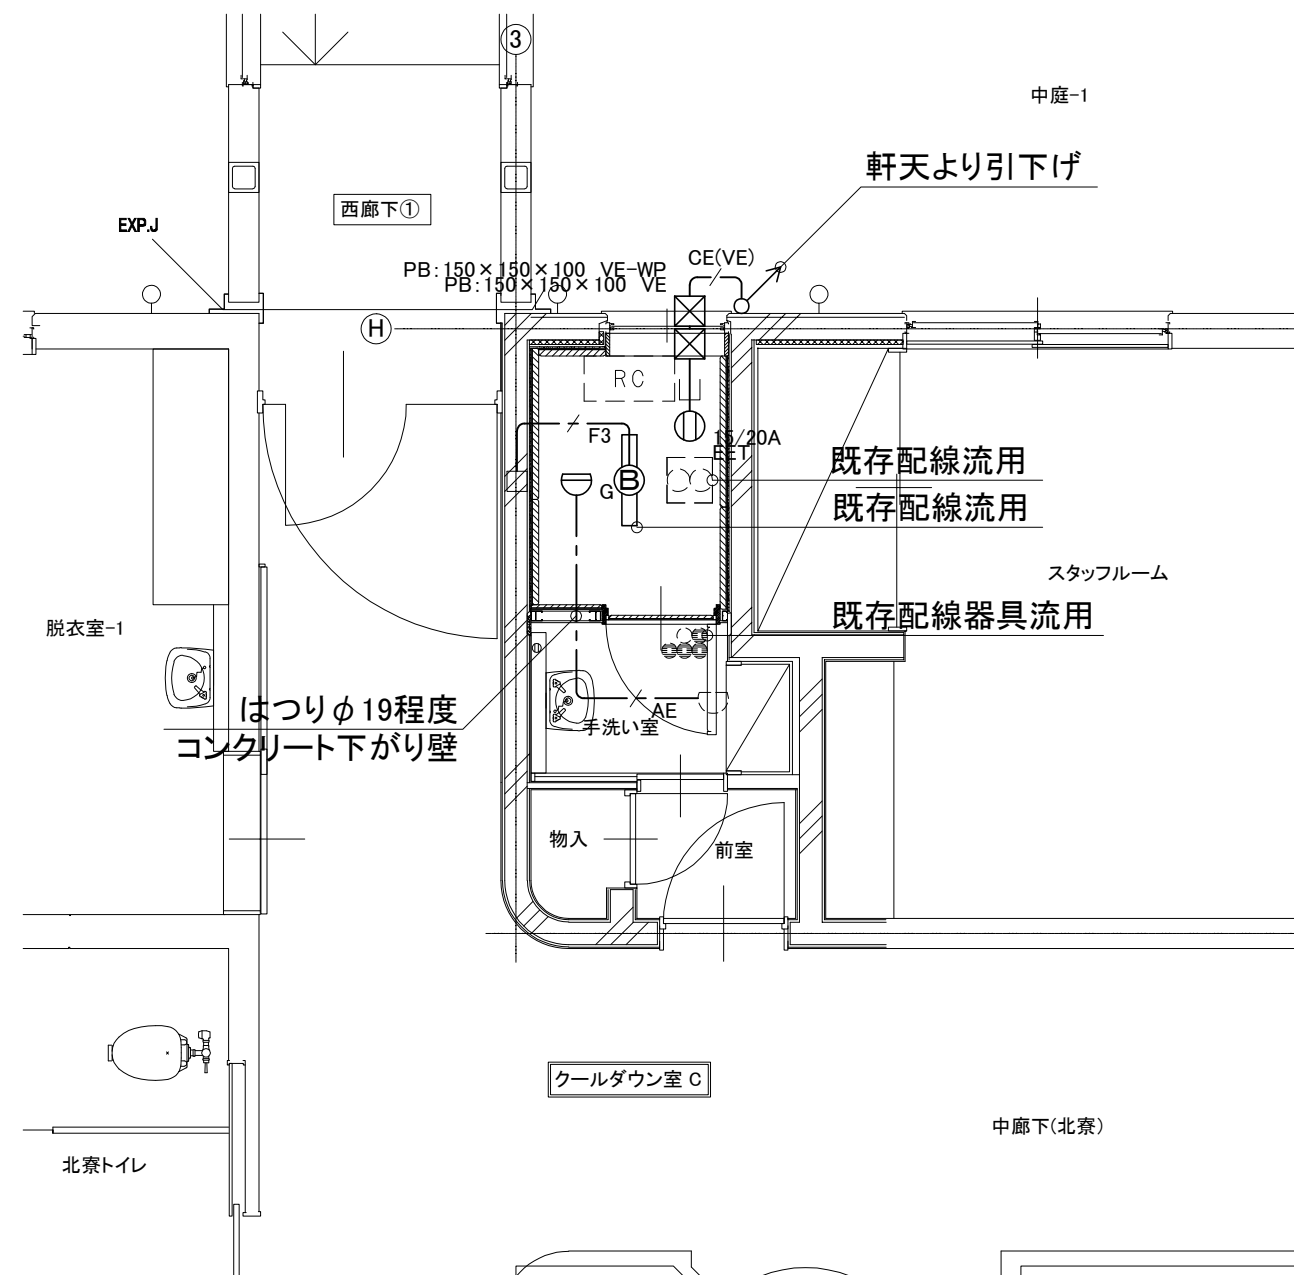 3
中庭-1
軒天より引下げ
西廊下①
EXP.J
CE(VE)
PB:150×150×100 VE-WP
PB:150×150×100 VE
H
RC
F3
15/20A
EET
既存配線流用
B
G
既存配線流用
スタッフルーム
既存配線器具流用
脱衣室-1
はつりφ19程度
AE
手洗い室
コンクリート下がり壁
物入
前室
クールダウン室 C
中廊下(北寮)
北寮トイレ